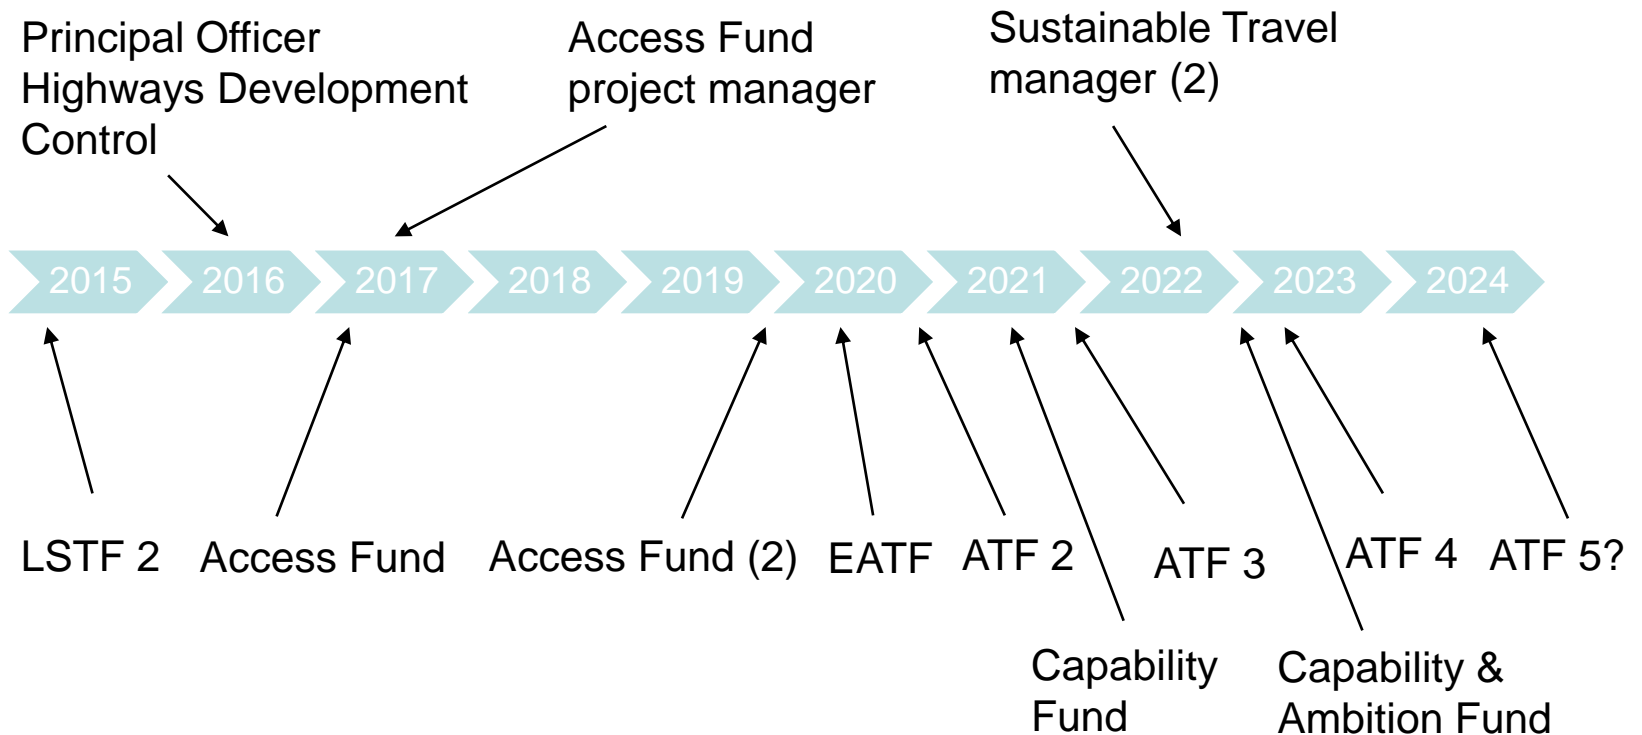 Principal Officer
Highways Development
Control
Access Fund
project manager
Sustainable Travel
manager (2)
2015
2016
2017
2018
2019
2020
2021
2022
2023
2024
LSTF 2
Access Fund
Access Fund (2)
EATF
ATF 2
ATF 3
ATF 4
ATF 5?
Capability
Fund
Capability &
Ambition Fund